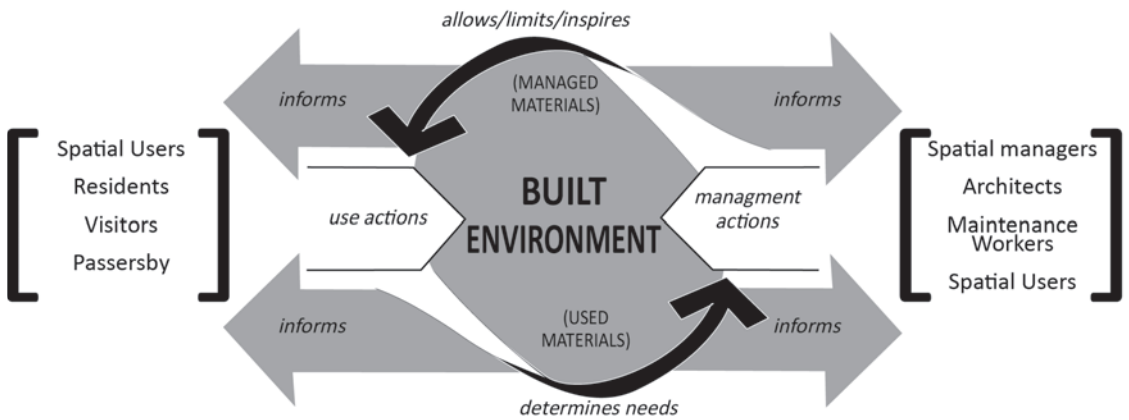 allows/limits/inspires
informs
(MANAGED
MATERIALS)
informs
Spatial Users
Residents
Visitors
Passersby
use actions
BUILT
ENVIRONMENT
managment
actions
Spatial managers
Architects
Maintenance
Workers
Spatial Users
informs
(USED
MATERIALS)
informs
determines needs